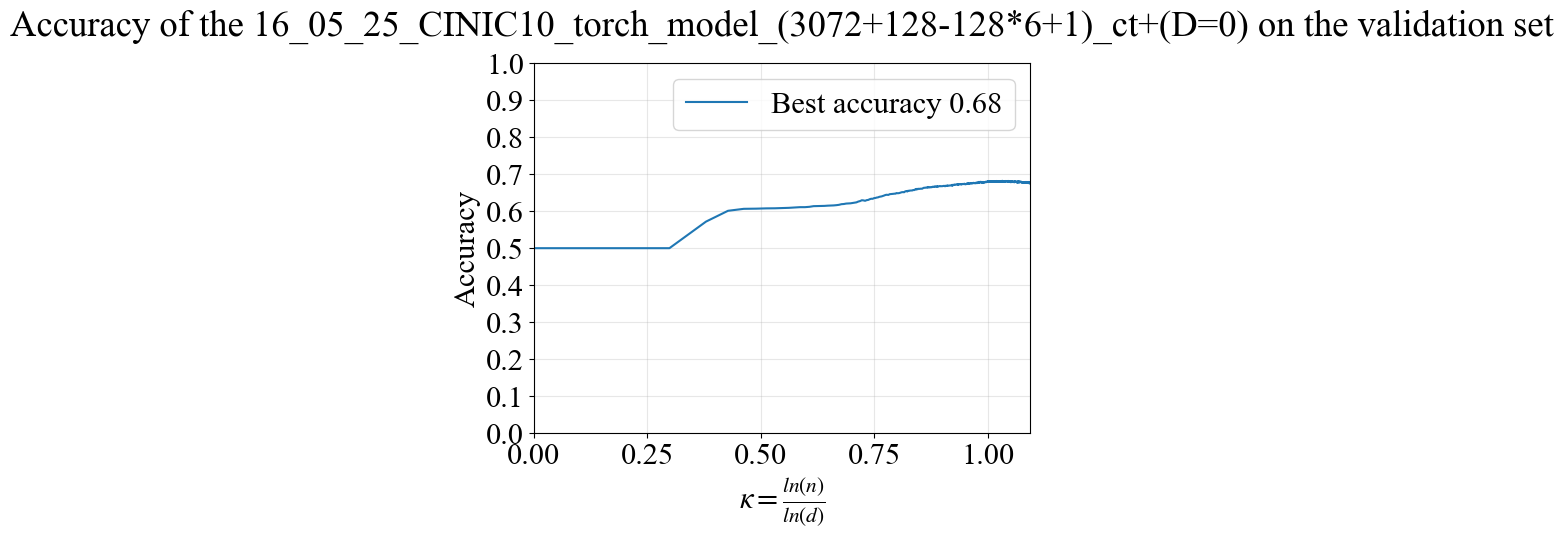 Accuracy of the 16_05_25_CINIC10_torch_model_(3072+128-128*6+1)_ct+(D=0) on the validation set
1.0
Best accuracy 0.68
0.9
0.8
0.7
0.6
0.5
0.4
0.3
0.2
0.1
0.0
Accuracy
0.00 0.25 0.50 0.75 1.00
κ = ln(n)/ln(d)